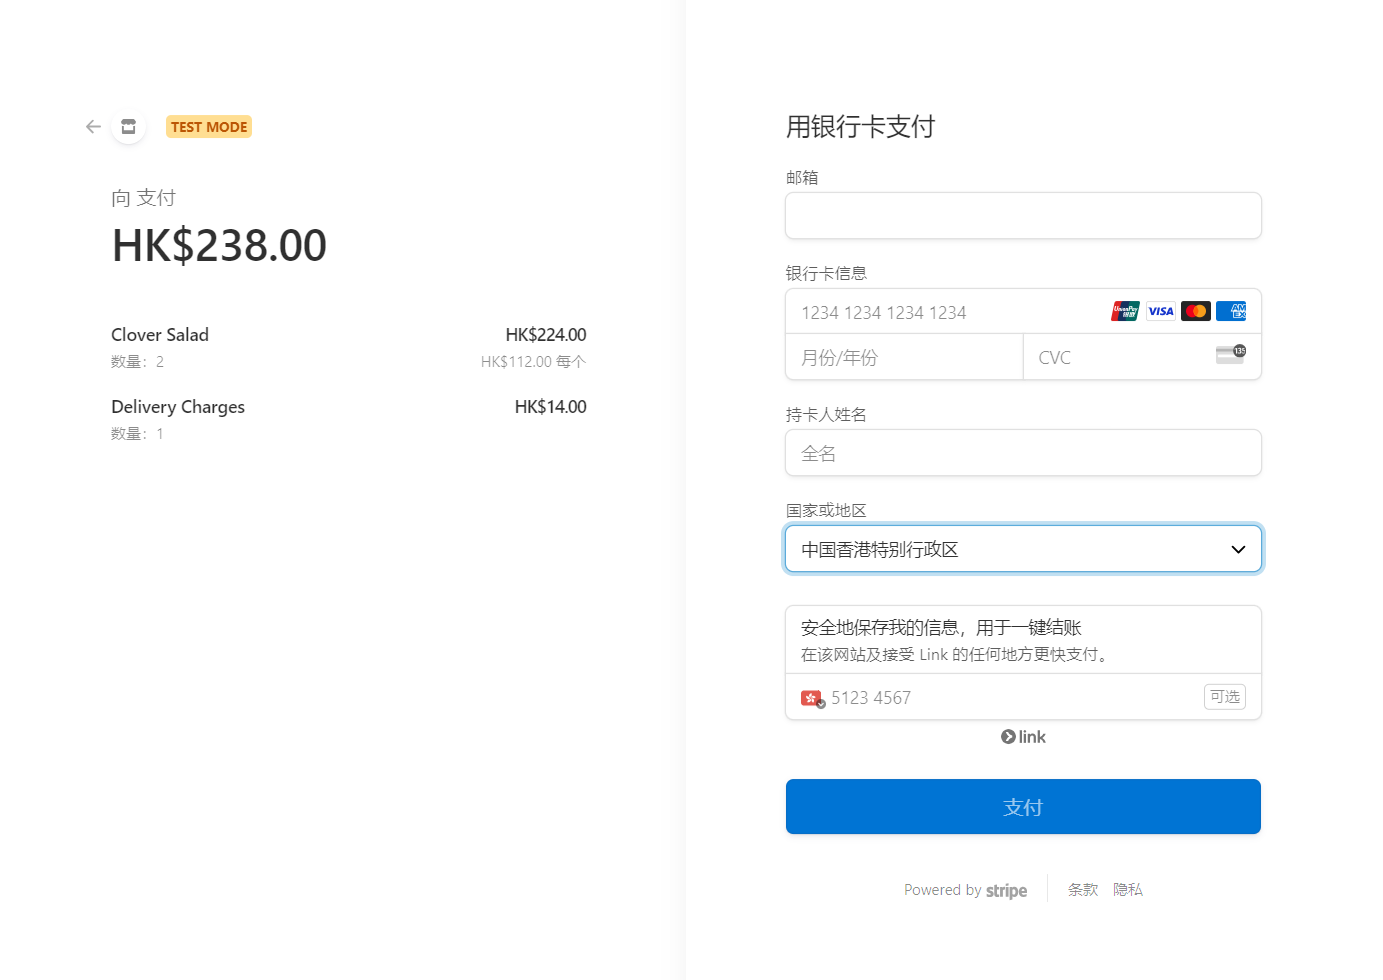 TEST MODE
向 支付
HK$238.00
Clover Salad HK$224.00
数量：2 HK$112.00 每个
Delivery Charges HK$14.00
数量：1
用银行卡支付
邮箱
银行卡信息
1234 1234 1234 1234 UnionPay 银联 VISA AM EX
月份/年份 CVC 135
持卡人姓名
全名
国家或地区
中国香港特别行政区
安全地保存我的信息，用于一键结账
在该网站及接受 Link 的任何地方更快支付。
5123 4567 可选
link
支付
Powered by stripe 条款 隐私